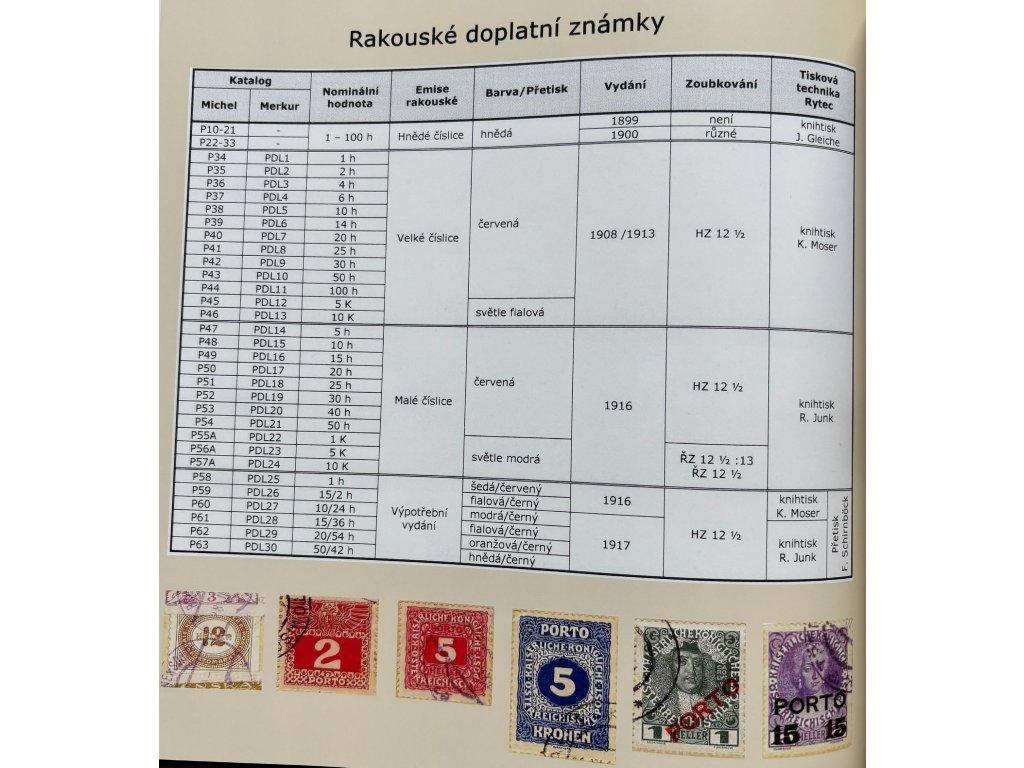 Rakouské doplatní známky
Katalog Nominální hodnota Emise rakouské Barva/Přetisk Vydání Zoubkování Tisková technika Rytec
Michel Merkur
P10-21 - 1 – 100 h Hnědé číslice hnědá 1899 není knihtisk J. Gleiche
P22-33 - 1900 různé
P34 PDL1 1 h Velké číslice červená 1908 /1913 HZ 12 ½ knihtisk K. Moser
P35 PDL2 2 h
P36 PDL3 4 h
P37 PDL4 6 h
P38 PDL5 10 h
P39 PDL6 14 h
P40 PDL7 20 h
P41 PDL8 25 h
P42 PDL9 30 h
P43 PDL10 50 h
P44 PDL11 100 h
P45 PDL12 5 K světle fialová
P46 PDL13 10 K
P47 PDL14 5 h Malé číslice červená 1916 HZ 12 ½ knihtisk R. Junk
P48 PDL15 10 h
P49 PDL16 15 h
P50 PDL17 20 h
P51 PDL18 25 h
P52 PDL19 30 h
P53 PDL20 40 h
P54 PDL21 50 h
P55A PDL22 1 K světle modrá ŘZ 12 ½ :13
P56A PDL23 5 K ŘZ 12 ½
P57A PDL24 10 K
P58 PDL25 1 h Výpotřební vydání šedá/červený 1916 HZ 12 ½ knihtisk K. Moser Přetisk F. Schirnböck
P59 PDL26 15/2 h fialová/černý
P60 PDL27 10/24 h modrá/černý 1917 knihtisk R. Junk
P61 PDL28 15/36 h fialová/černý
P62 PDL29 20/54 h oranžová/černý
P63 PDL30 50/42 h hnědá/černý
12
2
PORTO
5
PORTO
5
KRONEN
PORTO
1 HELLER 1
PORTO
15 15